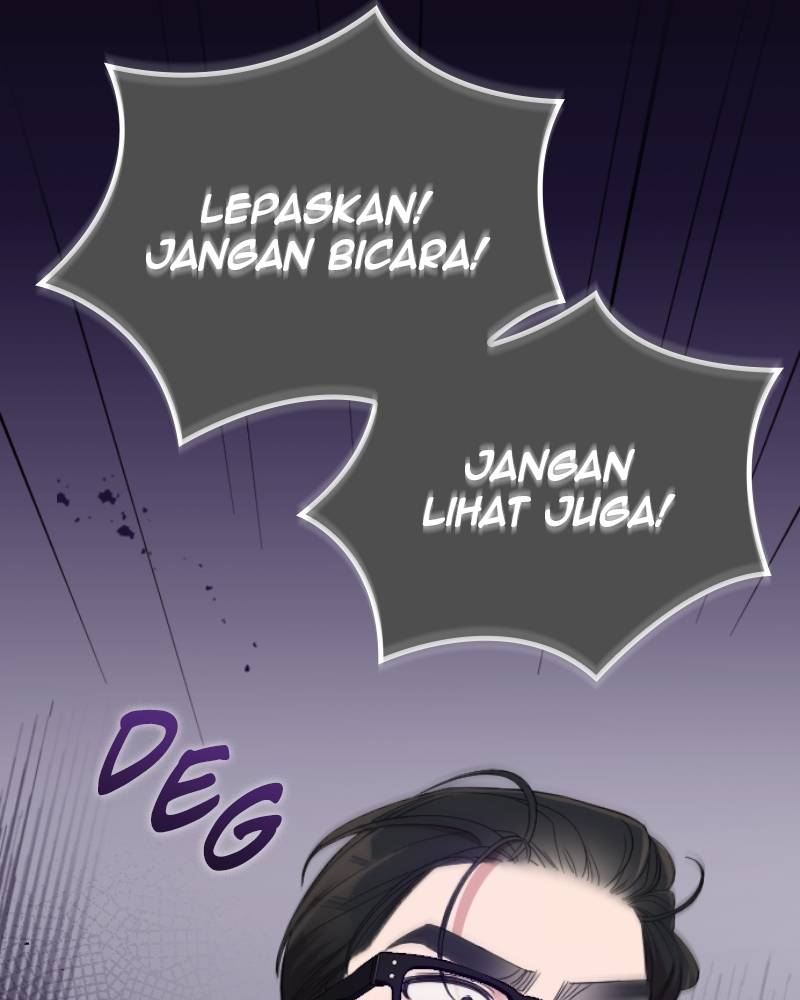 LEPASKAN!
JANGAN BICARA!
JANGAN
LIHAT JUGA!
DEG